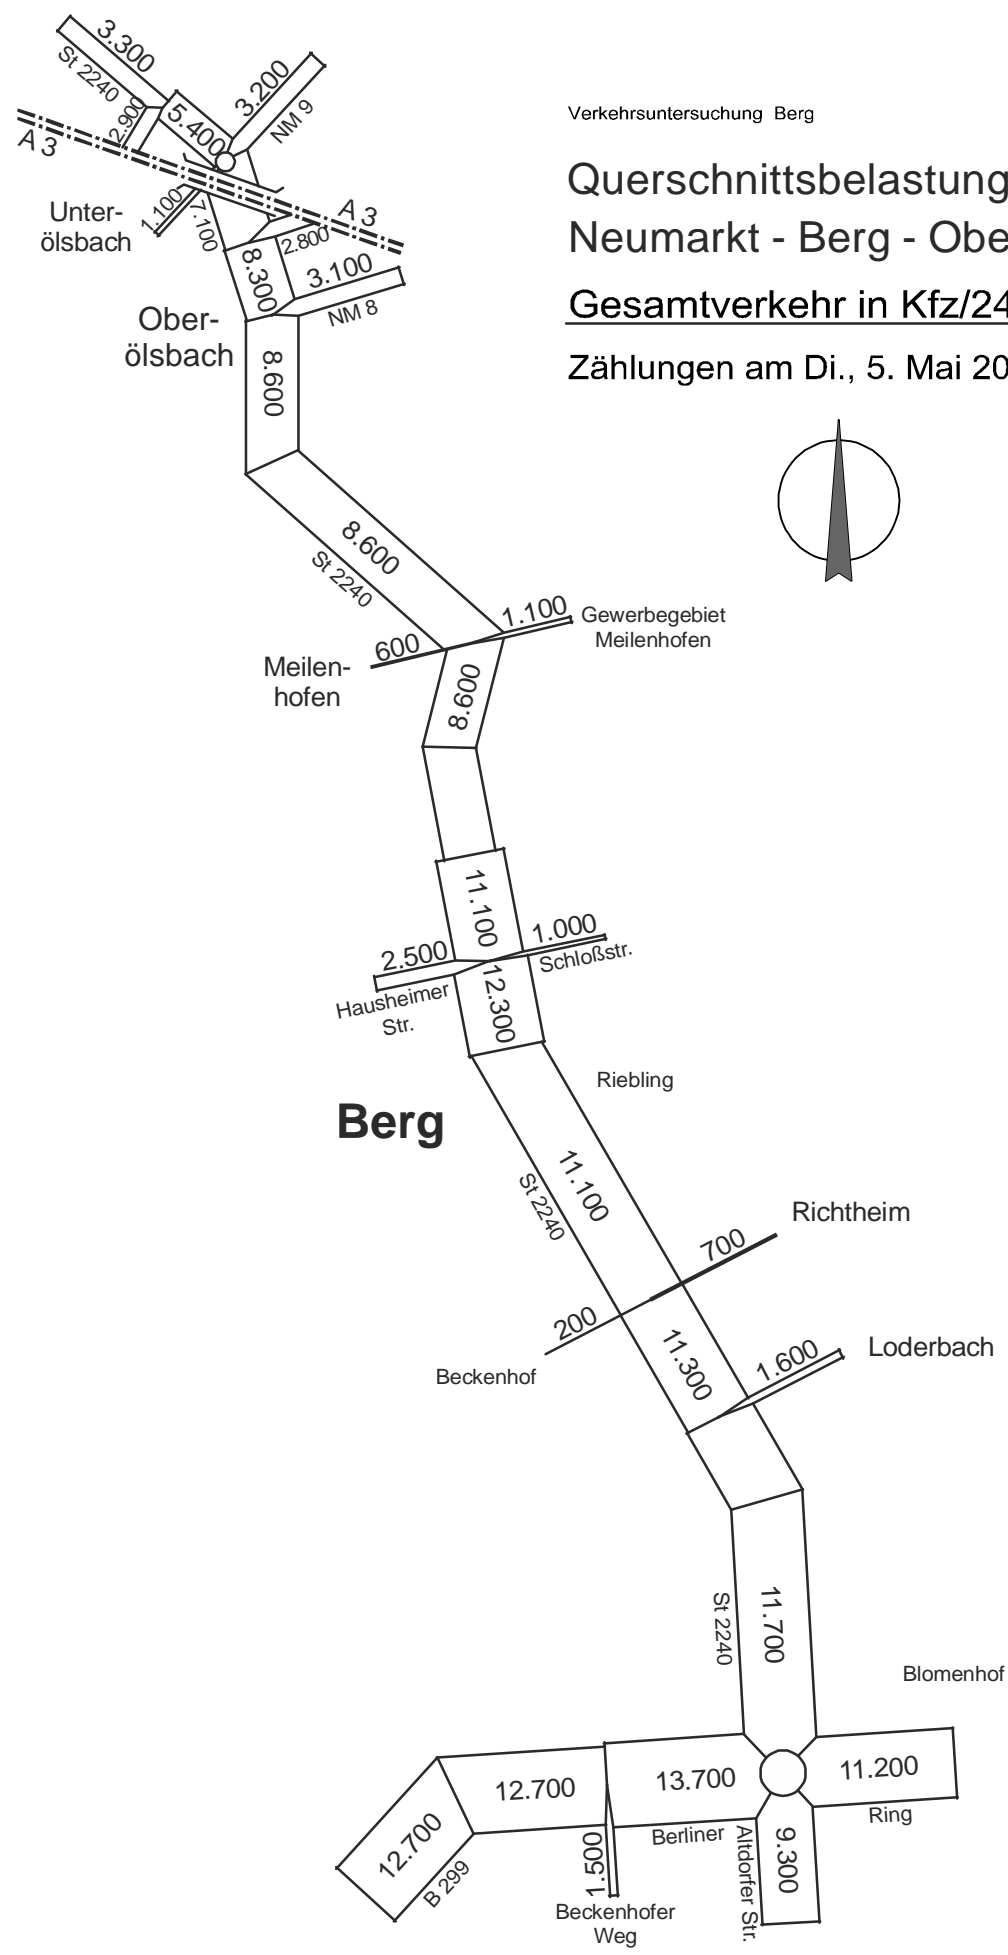 Verkehrsuntersuchung Berg
Querschnittsbelastung
Neumarkt - Berg - Obe
Gesamtverkehr in Kfz/24
Zählungen am Di., 5. Mai 20
3.300
St 2240
2.900
5.400
3.200
NM 9
A 3
A 3
Unter-
ölsbach
1.100
7.100
2.800
8.300
3.100
NM 8
Ober-
ölsbach
8.600
8.600
St 2240
600
1.100
Gewerbegebiet
Meilenhofen
Meilen-
hofen
8.600
11.100
2.500
1.000
Schloßstr.
Hausheimer
Str.
12.300
Riebling
Berg
11.100
St 2240
Richtheim
700
200
Beckenhof
11.300
1.600
Loderbach
11.700
St 2240
Blomenhof
12.700
13.700
11.200
Ring
Berliner
12.700
B 299
1.500
Beckenhofer
Weg
Altdorfer Str.
9.300